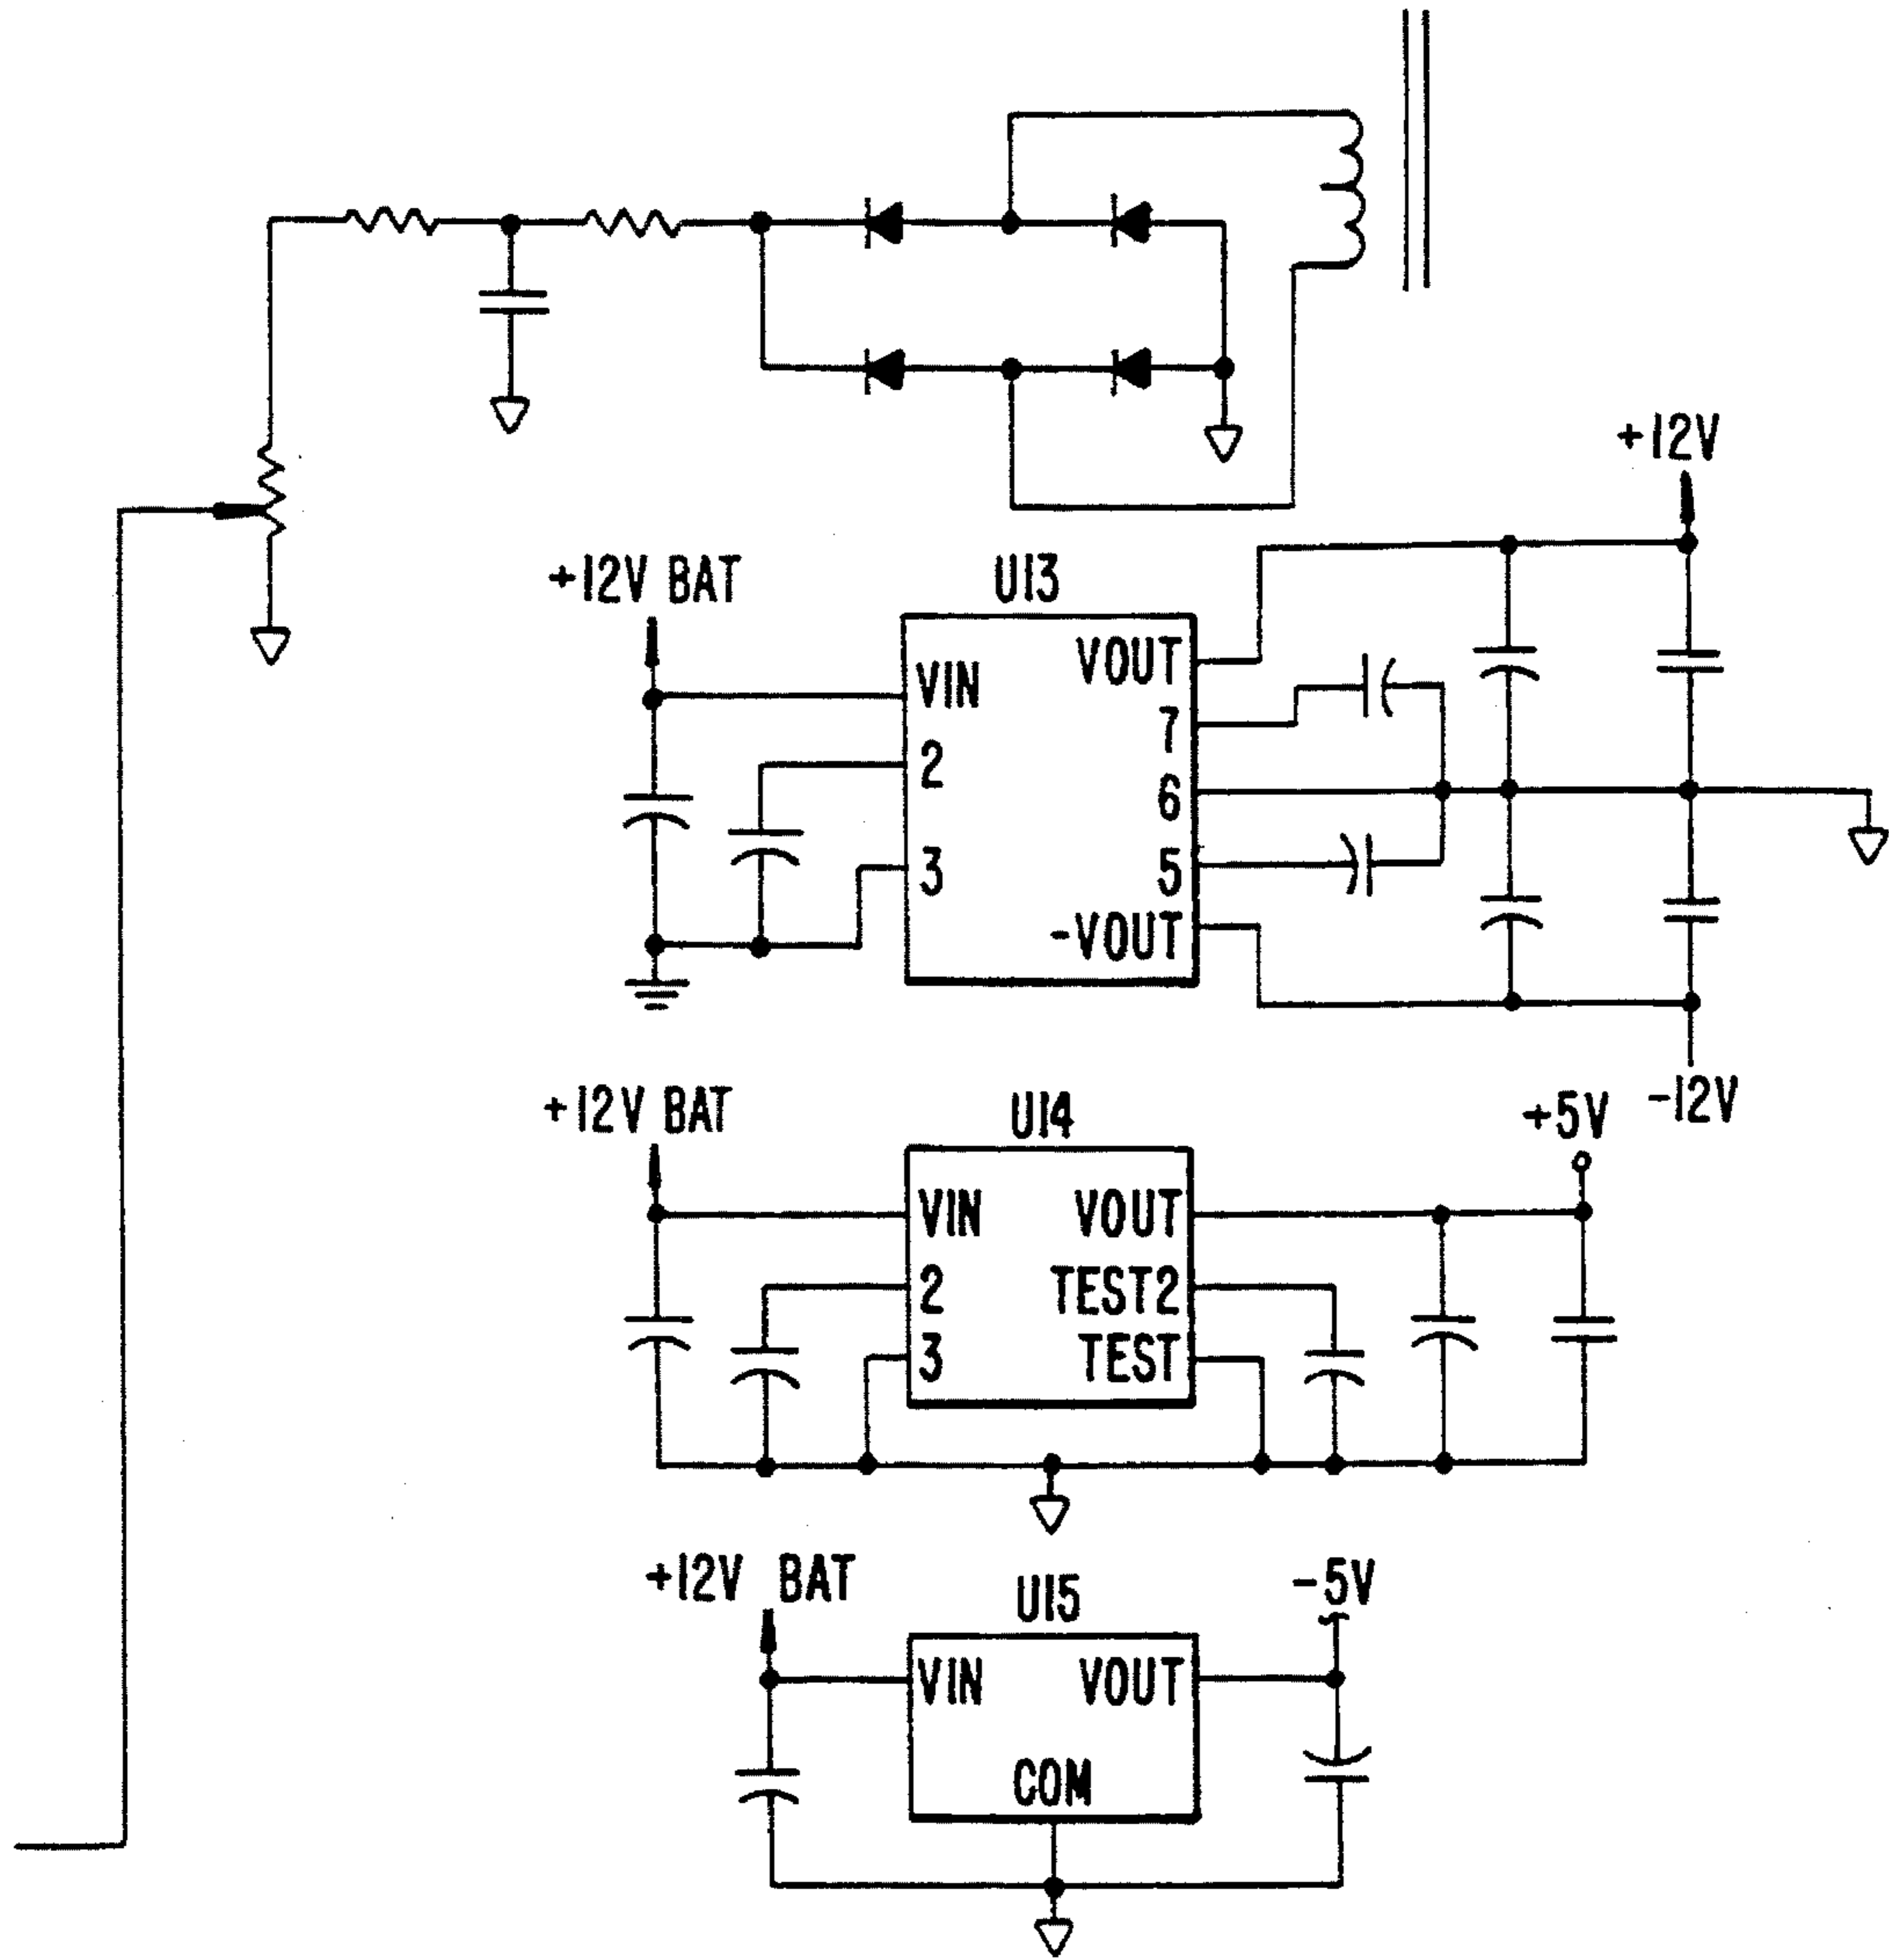 +12V
+12V BAT
U13
VIN
VOUT
7
2
6
3
5
-VOUT
-12V
+12V BAT
U14
+5V
VIN
VOUT
2
TEST2
3
TEST
+12V BAT
U15
-5V
VIN
VOUT
COM